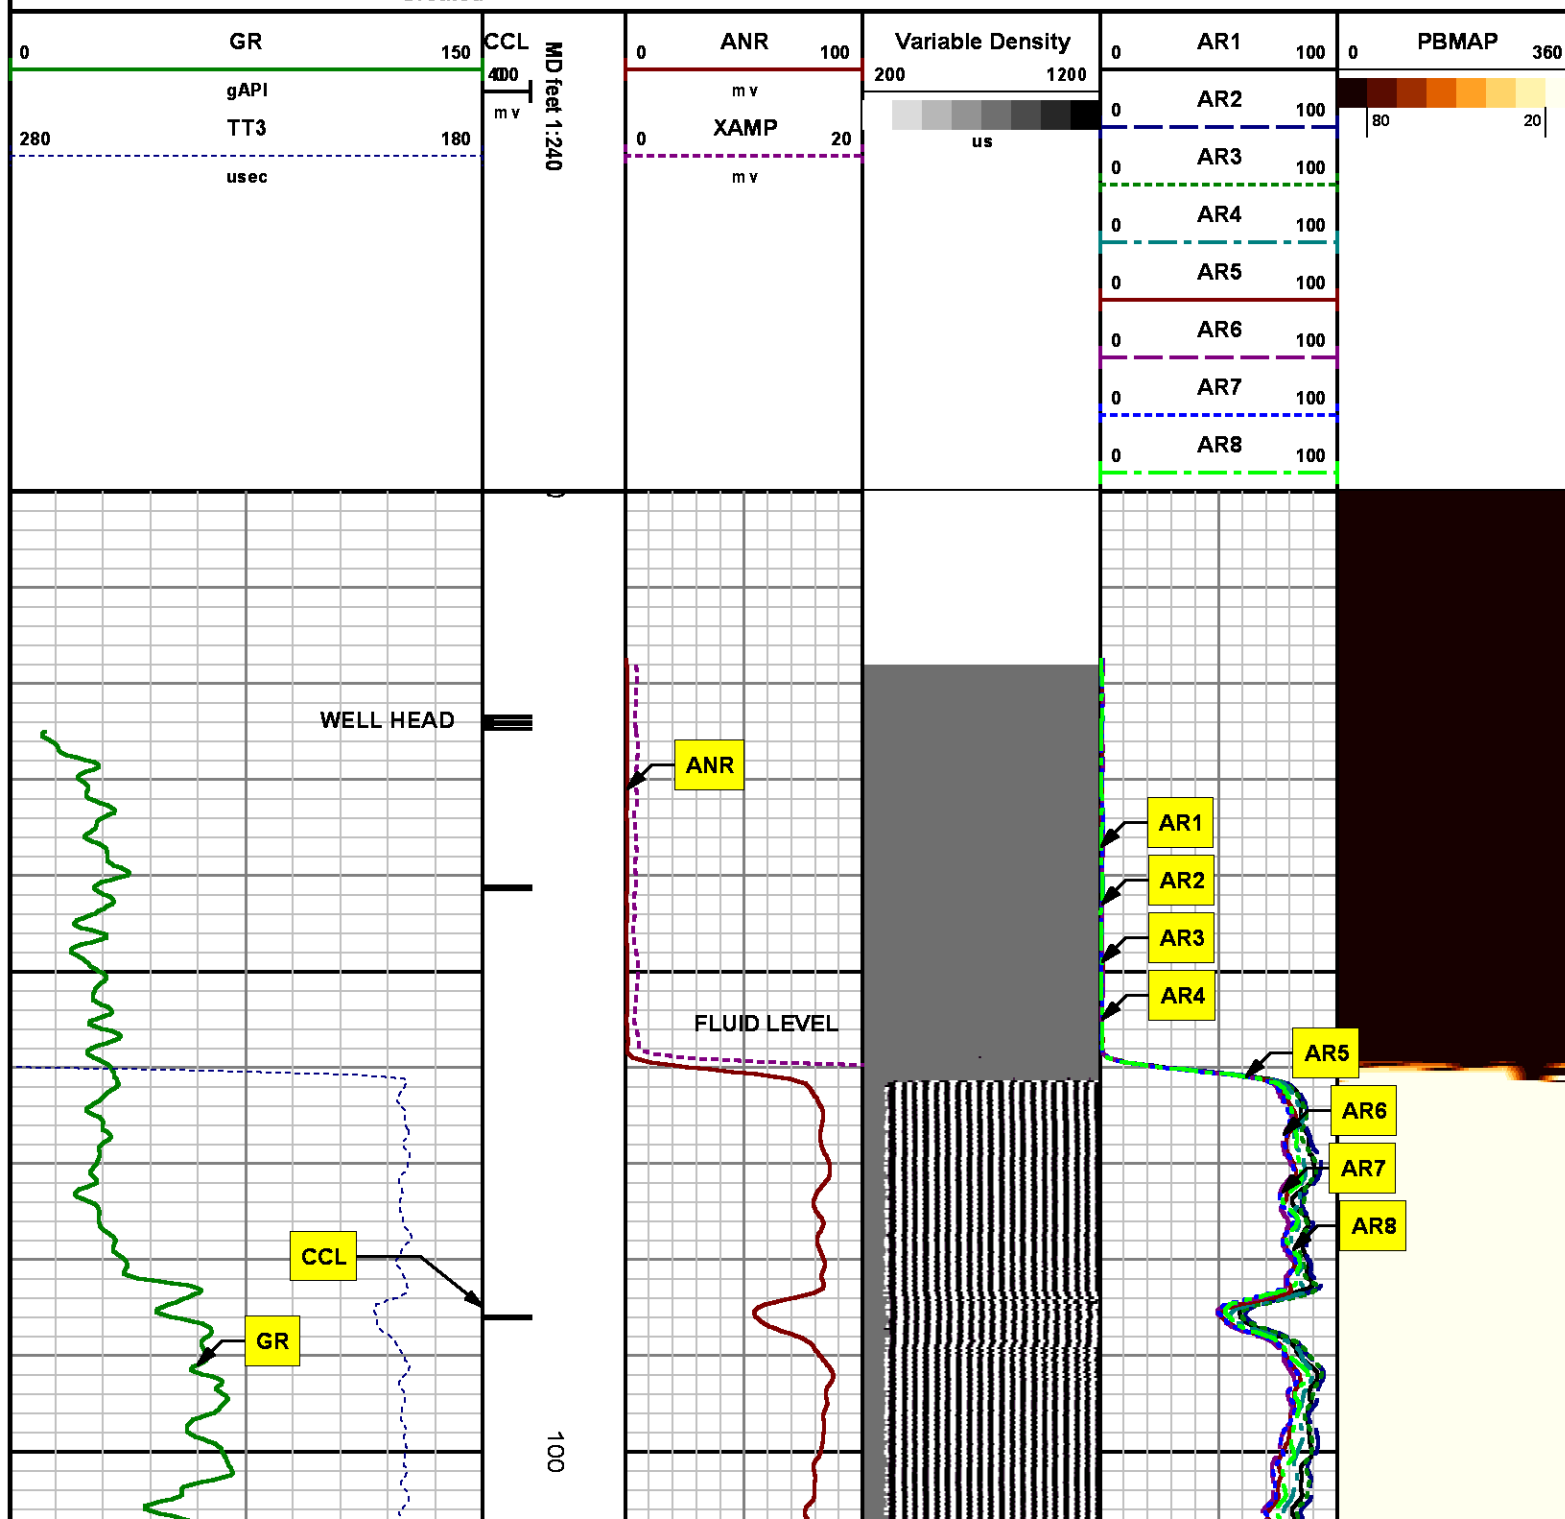 GR
0 150
gAPI
TT3
280 180
usec
CCL
400
mv
MD feet 1:240
ANR
0 100
mv
XAMP
0 20
mv
Variable Density
200 1200
us
AR1
0 100
AR2
0 100
AR3
0 100
AR4
0 100
AR5
0 100
AR6
0 100
AR7
0 100
AR8
0 100
PBMAP
0 360
80 20
WELL HEAD
ANR
AR1
AR2
AR3
AR4
FLUID LEVEL
AR5
AR6
AR7
AR8
CCL
GR
100